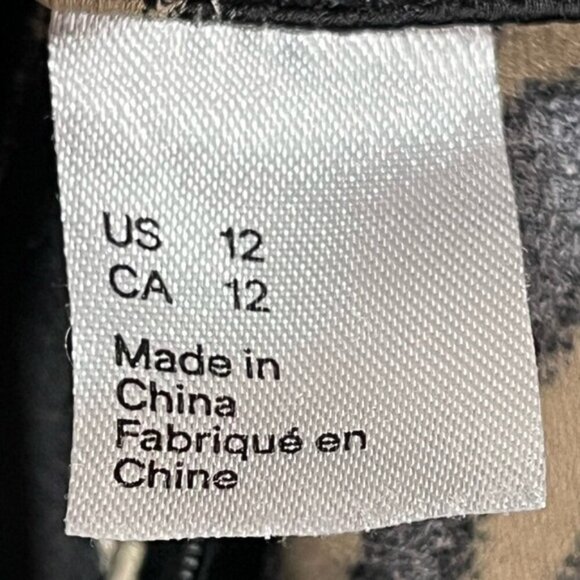 US 12
CA 12
Made in
China
Fabriqué en
Chine